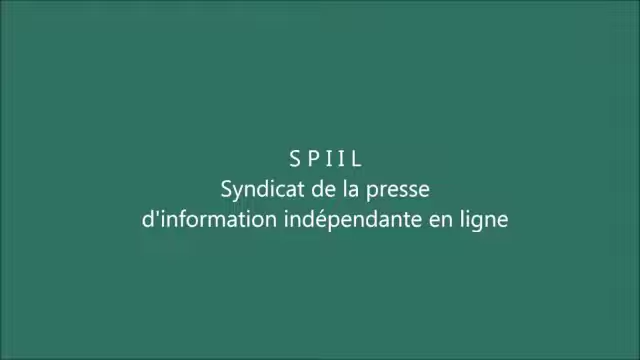 S P I I L
Syndicat de la presse
d'information indépendante en ligne